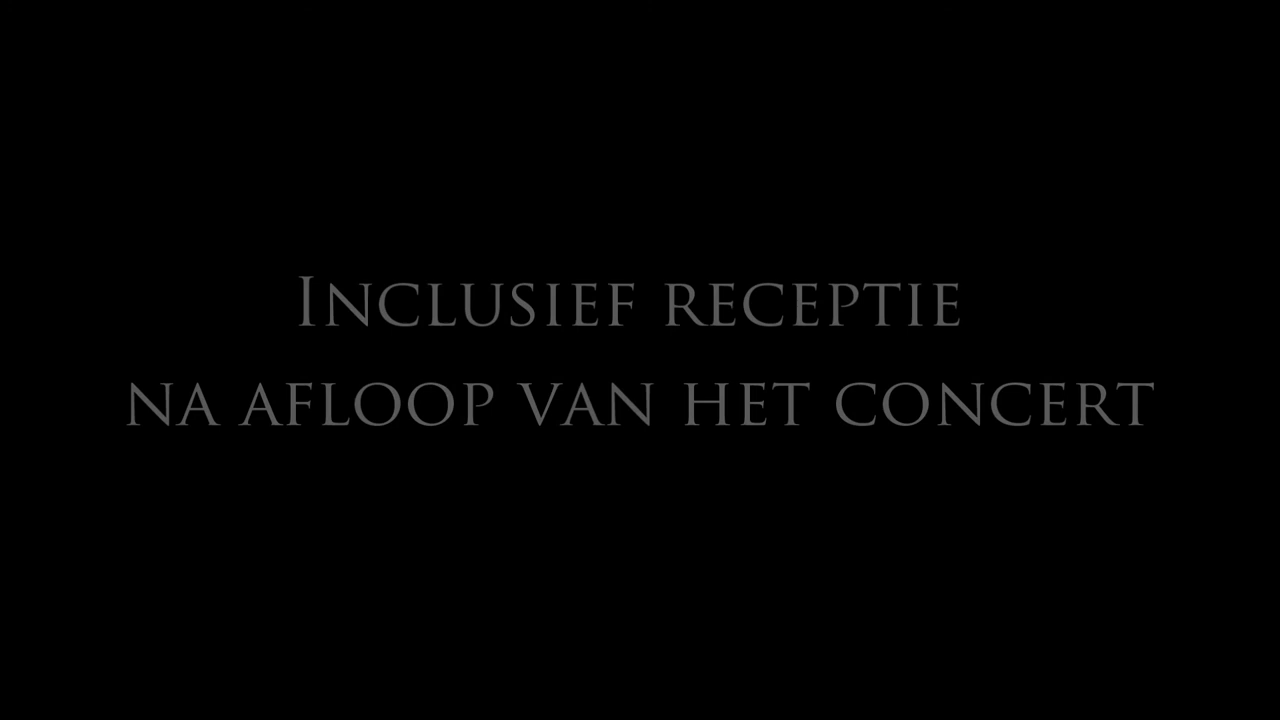 Inclusief receptie
na afloop van het concert